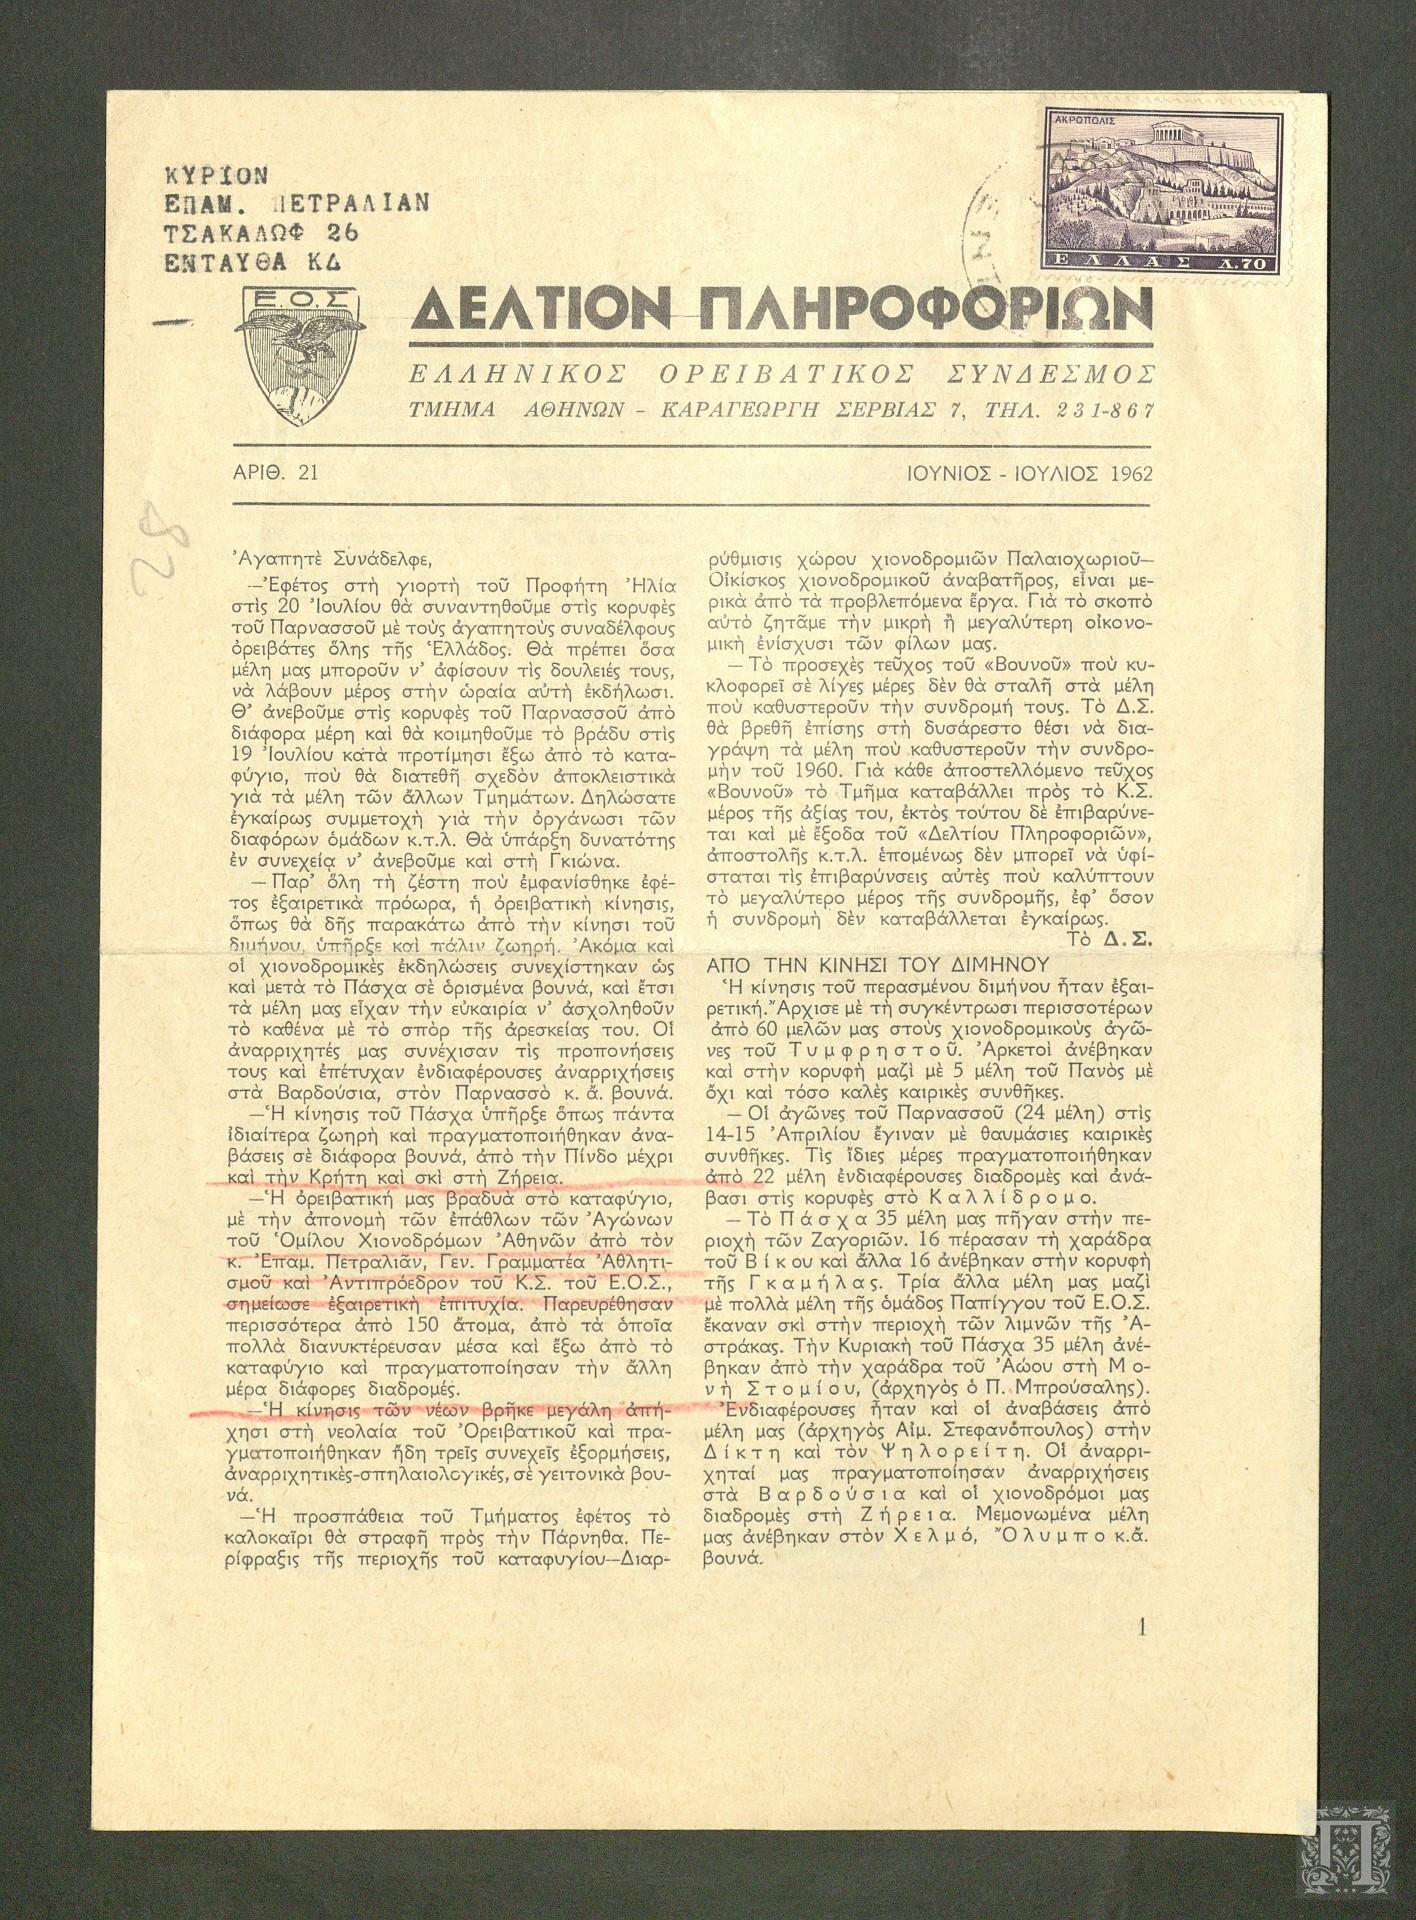 ΚΥΡΙΟΝ
ΕΠΑΜ. ΠΕΤΡΑΛΙΑΝ
ΤΣΑΚΑΛΩΦ 26
ΕΝΤΑΥΘΑ ΚΔ
ΑΚΡΟΠΟΛΙΣ
ΕΛΛΑΣ Λ.70
Ε.Ο.Σ
ΔΕΛΤΙΟΝ ΠΛΗΡΟΦΟΡΙΩΝ
ΕΛΛΗΝΙΚΟΣ ΟΡΕΙΒΑΤΙΚΟΣ ΣΥΝΔΕΣΜΟΣ
ΤΜΗΜΑ ΑΘΗΝΩΝ - ΚΑΡΑΓΕΩΡΓΗ ΣΕΡΒΙΑΣ 7, ΤΗΛ. 231-867
ΑΡΙΘ. 21
ΙΟΥΝΙΟΣ - ΙΟΥΛΙΟΣ 1962
82
Ἀγαπητὲ Συνάδελφε,
—Ἐφέτος στὴ γιορτὴ τοῦ Προφήτη Ἠλία
στὶς 20 Ἰουλίου θὰ συναντηθοῦμε στὶς κορυφὲς
τοῦ Παρνασσοῦ μὲ τοὺς ἀγαπητοὺς συναδέλφους
ὀρειβάτες ὅλης τῆς Ἑλλάδος. Θὰ πρέπει ὅσα
μέλη μας μποροῦν ν' ἀφίσουν τὶς δουλειές τους,
νὰ λάβουν μέρος στὴν ὡραία αὐτὴ ἐκδήλωσι.
Θ' ἀνεβοῦμε στὶς κορυφὲς τοῦ Παρνασσοῦ ἀπὸ
διάφορα μέρη καὶ θὰ κοιμηθοῦμε τὸ βράδυ στὶς
19 Ἰουλίου κατὰ προτίμησι ἔξω ἀπὸ τὸ κατα-
φύγιο, ποὺ θὰ διατεθῆ σχεδὸν ἀποκλειστικὰ
γιὰ τὰ μέλη τῶν ἄλλων Τμημάτων. Δηλώσατε
ἐγκαίρως συμμετοχὴ γιὰ τὴν ὀργάνωσι τῶν
διαφόρων ὁμάδων κ.τ.λ. Θὰ ὑπάρξη δυνατότης
ἐν συνεχείᾳ ν' ἀνεβοῦμε καὶ στὴ Γκιώνα.
— Παρ' ὅλη τὴ ζέστη ποὺ ἐμφανίσθηκε ἐφέ-
τος ἐξαιρετικὰ πρόωρα, ἡ ὀρειβατικὴ κίνησις,
ὅπως θὰ δῆς παρακάτω ἀπὸ τὴν κίνησι τοῦ
διμήνου, ὑπῆρξε καὶ πάλιν ζωηρή. Ἀκόμα καὶ
οἱ χιονοδρομικὲς ἐκδηλώσεις συνεχίστηκαν ὡς
καὶ μετὰ τὸ Πάσχα σὲ ὁρισμένα βουνά, καὶ ἔτσι
τὰ μέλη μας εἶχαν τὴν εὐκαιρία ν' ἀσχοληθοῦν
τὸ καθένα μὲ τὸ σπὸρ τῆς ἀρεσκείας του. Οἱ
ἀναρριχητές μας συνέχισαν τὶς προπονήσεις
τους καὶ ἐπέτυχαν ἐνδιαφέρουσες ἀναρριχήσεις
στὰ Βαρδούσια, στὸν Παρνασσὸ κ. ἄ. βουνά.
—Ἡ κίνησις τοῦ Πάσχα ὑπῆρξε ὅπως πάντα
ἰδιαίτερα ζωηρὴ καὶ πραγματοποιήθηκαν ἀνα-
βάσεις σὲ διάφορα βουνά, ἀπὸ τὴν Πίνδο μέχρι
καὶ τὴν Κρήτη καὶ σκὶ στὴ Ζήρεια.
—Ἡ ὀρειβατική μας βραδυὰ στὸ καταφύγιο,
μὲ τὴν ἀπονομὴ τῶν ἐπάθλων τῶν Ἀγώνων
τοῦ Ὁμίλου Χιονοδρόμων Ἀθηνῶν ἀπὸ τὸν
κ. Ἐπαμ. Πετραλιᾶν, Γεν. Γραμματέα Ἀθλητι-
σμοῦ καὶ Ἀντιπρόεδρον τοῦ Κ.Σ. τοῦ Ε.Ο.Σ.,
σημείωσε ἐξαιρετικὴ ἐπιτυχία. Παρευρέθησαν
περισσότερα ἀπὸ 150 ἄτομα, ἀπὸ τὰ ὁποῖα
πολλὰ διανυκτέρευσαν μέσα καὶ ἔξω ἀπὸ τὸ
καταφύγιο καὶ πραγματοποίησαν τὴν ἄλλη
μέρα διάφορες διαδρομές.
—Ἡ κίνησις τῶν νέων βρῆκε μεγάλη ἀπή-
χησι στὴ νεολαία τοῦ Ὀρειβατικοῦ καὶ πρα-
γματοποιήθηκαν ἤδη τρεῖς συνεχεῖς ἐξορμήσεις,
ἀναρριχητικές-σπηλαιολογικές, σὲ γειτονικὰ βου-
νά.
—Ἡ προσπάθεια τοῦ Τμήματος ἐφέτος τὸ
καλοκαῖρι θὰ στραφῆ πρὸς τὴν Πάρνηθα. Πε-
ρίφραξις τῆς περιοχῆς τοῦ καταφυγίου—Διαρ-
ρύθμισις χώρου χιονοδρομιῶν Παλαιοχωριοῦ—
Οἰκίσκος χιονοδρομικοῦ ἀναβατῆρος, εἶναι με-
ρικὰ ἀπὸ τὰ προβλεπόμενα ἔργα. Γιὰ τὸ σκοπὸ
αὐτὸ ζητᾶμε τὴν μικρὴ ἢ μεγαλύτερη οἰκονο-
μικὴ ἐνίσχυσι τῶν φίλων μας.
— Τὸ προσεχὲς τεῦχος τοῦ «Βουνοῦ» ποὺ κυ-
κλοφορεῖ σὲ λίγες μέρες δὲν θὰ σταλῆ στὰ μέλη
ποὺ καθυστεροῦν τὴν συνδρομή τους. Τὸ Δ.Σ.
θὰ βρεθῆ ἐπίσης στὴ δυσάρεστο θέσι νὰ δια-
γράψη τὰ μέλη ποὺ καθυστεροῦν τὴν συνδρο-
μὴν τοῦ 1960. Γιὰ κάθε ἀποστελλόμενο τεῦχος
«Βουνοῦ» τὸ Τμῆμα καταβάλλει πρὸς τὸ Κ.Σ.
μέρος τῆς ἀξίας του, ἐκτὸς τούτου δὲ ἐπιβαρύνε-
ται καὶ μὲ ἔξοδα τοῦ «Δελτίου Πληροφοριῶν»,
ἀποστολῆς κ.τ.λ. ἑπομένως δὲν μπορεῖ νὰ ὑφί-
σταται τὶς ἐπιβαρύνσεις αὐτὲς ποὺ καλύπτουν
τὸ μεγαλύτερο μέρος τῆς συνδρομῆς, ἐφ' ὅσον
ἡ συνδρομὴ δὲν καταβάλλεται ἐγκαίρως.
Τὸ Δ.Σ.
ΑΠΟ ΤΗΝ ΚΙΝΗΣΙ ΤΟΥ ΔΙΜΗΝΟΥ
Ἡ κίνησις τοῦ περασμένου διμήνου ἦταν ἐξαι-
ρετική. Ἄρχισε μὲ τὴ συγκέντρωσι περισσοτέρων
ἀπὸ 60 μελῶν μας στοὺς χιονοδρομικοὺς ἀγῶ-
νες τοῦ Τυμφρηστοῦ. Ἀρκετοὶ ἀνέβηκαν
καὶ στὴν κορυφὴ μαζὶ μὲ 5 μέλη τοῦ Πανὸς μὲ
ὄχι καὶ τόσο καλὲς καιρικὲς συνθῆκες.
— Οἱ ἀγῶνες τοῦ Παρνασσοῦ (24 μέλη) στὶς
14-15 Ἀπριλίου ἔγιναν μὲ θαυμάσιες καιρικὲς
συνθῆκες. Τὶς ἴδιες μέρες πραγματοποιήθηκαν
ἀπὸ 22 μέλη ἐνδιαφέρουσες διαδρομὲς καὶ ἀνά-
βασι στὶς κορυφὲς στὸ Καλλίδρομο.
— Τὸ Πάσχα 35 μέλη μας πῆγαν στὴν πε-
ριοχὴ τῶν Ζαγοριῶν. 16 πέρασαν τὴ χαράδρα
τοῦ Βίκου καὶ ἄλλα 16 ἀνέβηκαν στὴν κορυφὴ
τῆς Γκαμήλας. Τρία ἄλλα μέλη μας μαζὶ
μὲ πολλὰ μέλη τῆς ὁμάδος Παπίγγου τοῦ Ε.Ο.Σ.
ἔκαναν σκὶ στὴν περιοχὴ τῶν λιμνῶν τῆς Ἀ-
στράκας. Τὴν Κυριακὴ τοῦ Πάσχα 35 μέλη ἀνέ-
βηκαν ἀπὸ τὴν χαράδρα τοῦ Ἀώου στὴ Μο-
νὴ Στομίου, (ἀρχηγὸς ὁ Π. Μπρούσαλης).
Ἐνδιαφέρουσες ἦταν καὶ οἱ ἀναβάσεις ἀπὸ
μέλη μας (ἀρχηγὸς Αἰμ. Στεφανόπουλος) στὴν
Δίκτη καὶ τὸν Ψηλορείτη. Οἱ ἀναρρι-
χηταί μας πραγματοποίησαν ἀναρριχήσεις
στὰ Βαρδούσια καὶ οἱ χιονοδρόμοι μας
διαδρομὲς στὴ Ζήρεια. Μεμονωμένα μέλη
μας ἀνέβηκαν στὸν Χελμό, Ὄλυμπο κ.ἄ.
βουνά.
1